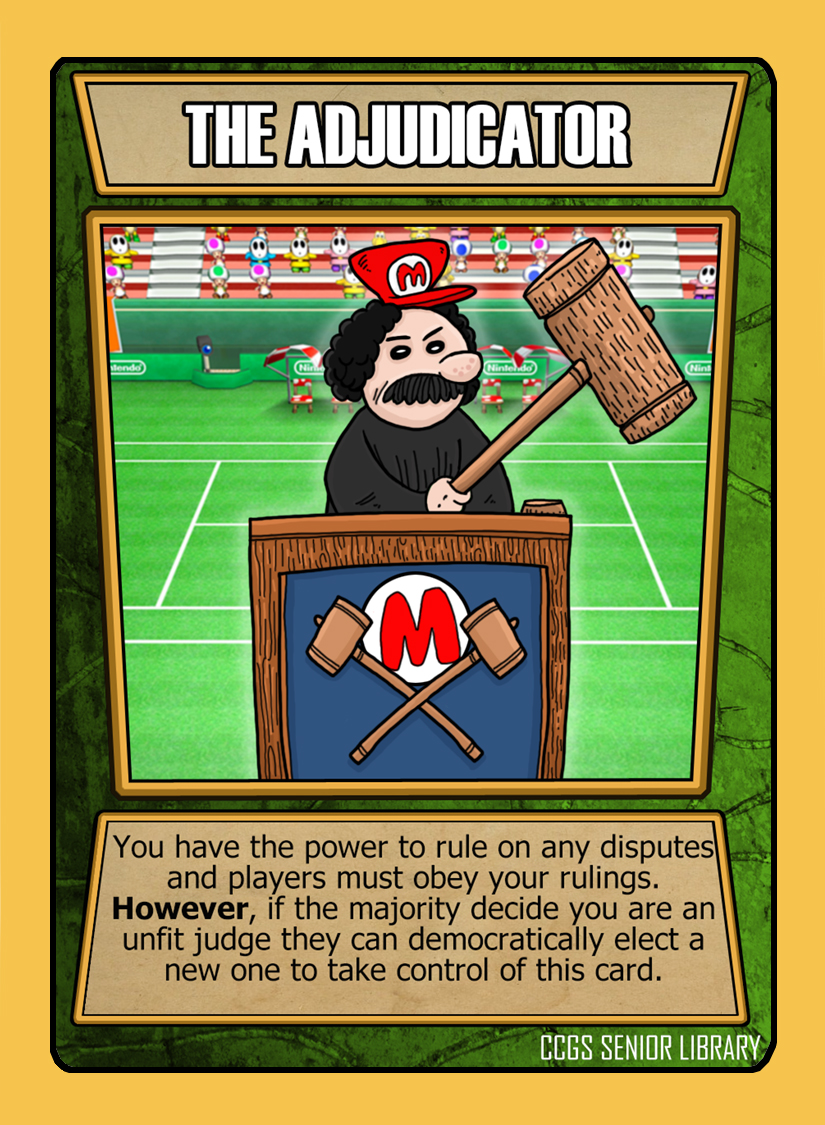 THE ADJUDICATOR
M
Nintendo
Nintendo
M
You have the power to rule on any disputes
and players must obey your rulings.
However, if the majority decide you are an
unfit judge they can democratically elect a
new one to take control of this card.
CCGS SENIOR LIBRARY